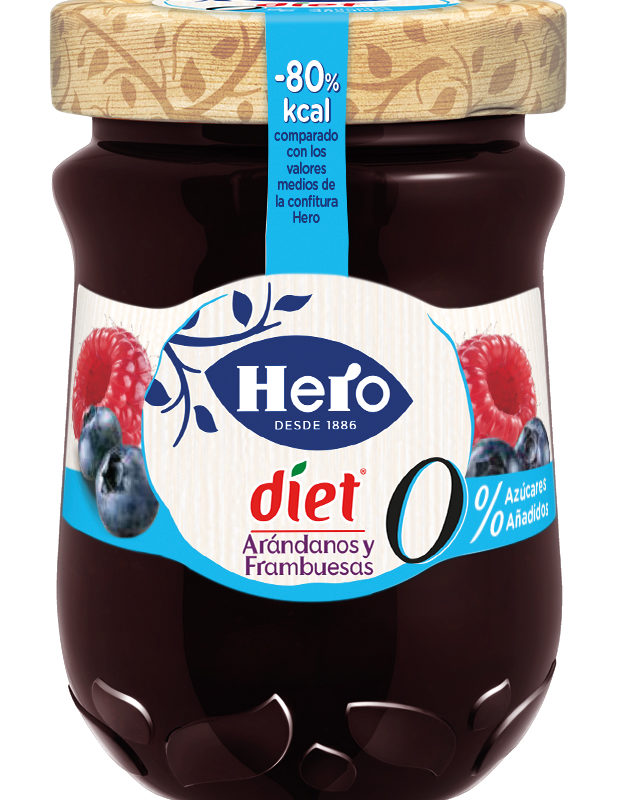 -80%
kcal
comparado
con los
valores
medios de
la confitura
Hero
Hero
DESDE 1886
diet®
Arándanos y
Frambuesas
0%
Azúcares
Añadidos